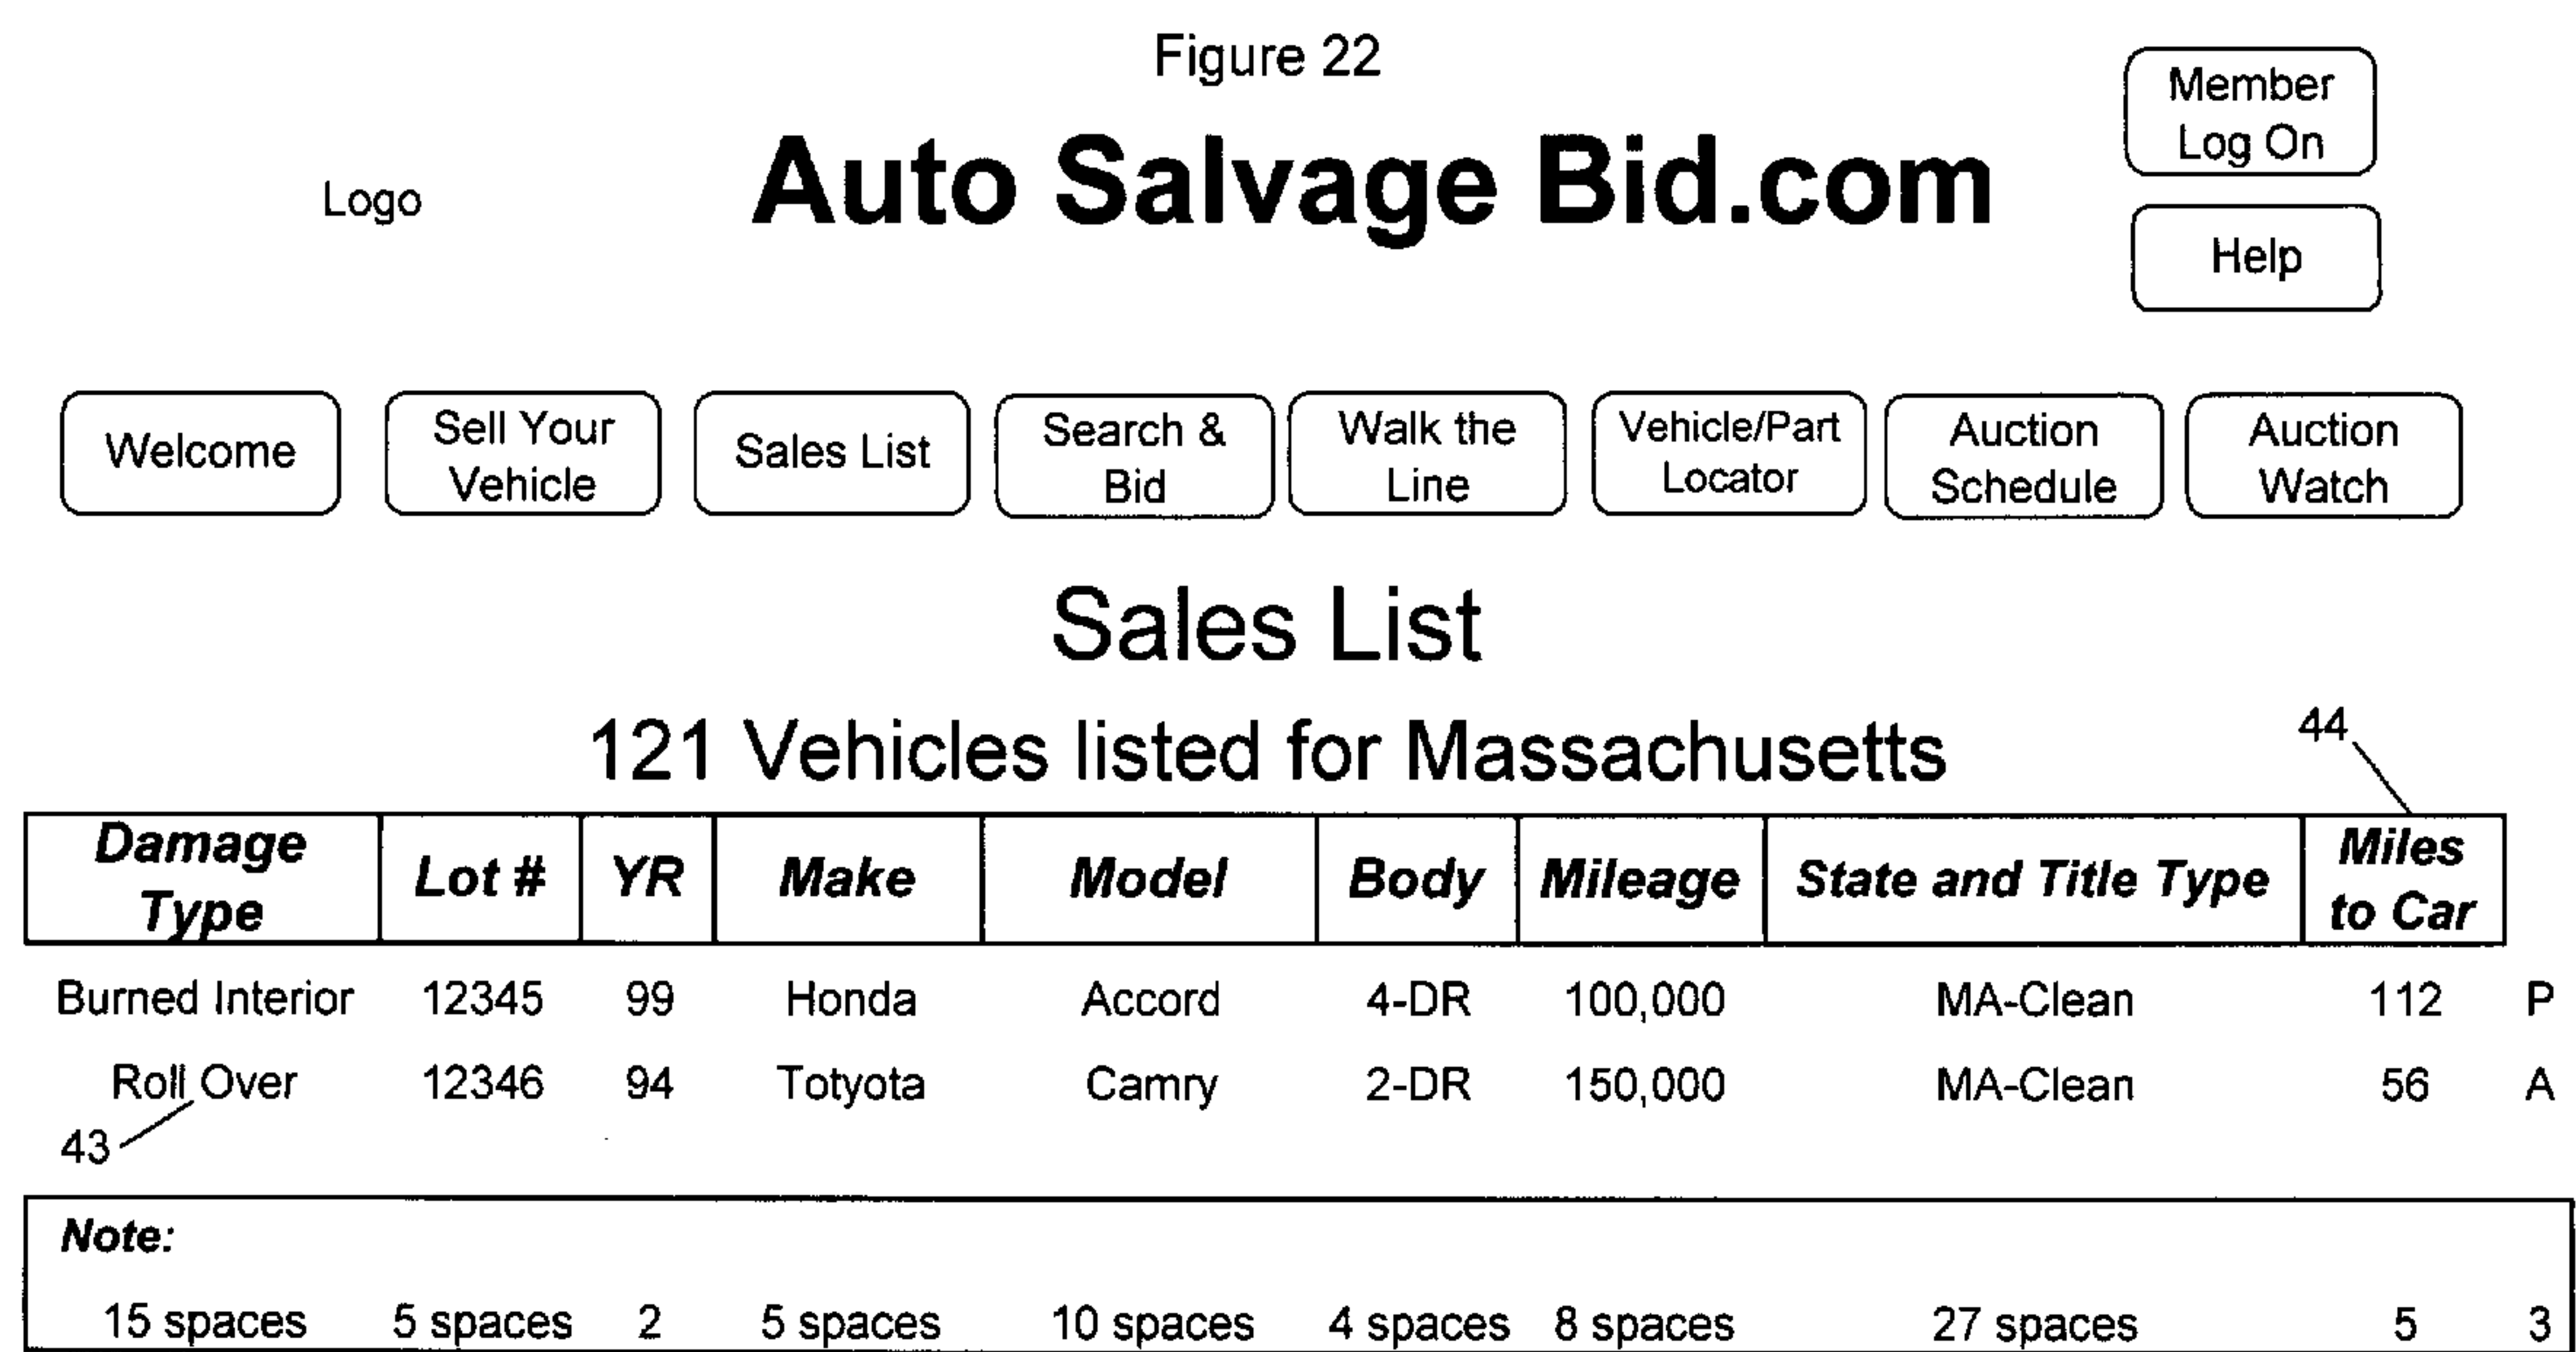 Figure 22
Member
Log On
Logo
Auto Salvage Bid.com
Help
Welcome
Sell Your
Vehicle
Sales List
Search &
Bid
Walk the
Line
Vehicle/Part
Locator
Auction
Schedule
Auction
Watch
Sales List
121 Vehicles listed for Massachusetts
44
Damage
Type
Lot #
YR
Make
Model
Body
Mileage
State and Title Type
Miles
to Car
Burned Interior 12345 99 Honda Accord 4-DR 100,000 MA-Clean 112 P
Roll Over 12346 94 Totyota Camry 2-DR 150,000 MA-Clean 56 A
43
Note:
15 spaces 5 spaces 2 5 spaces 10 spaces 4 spaces 8 spaces 27 spaces 5 3